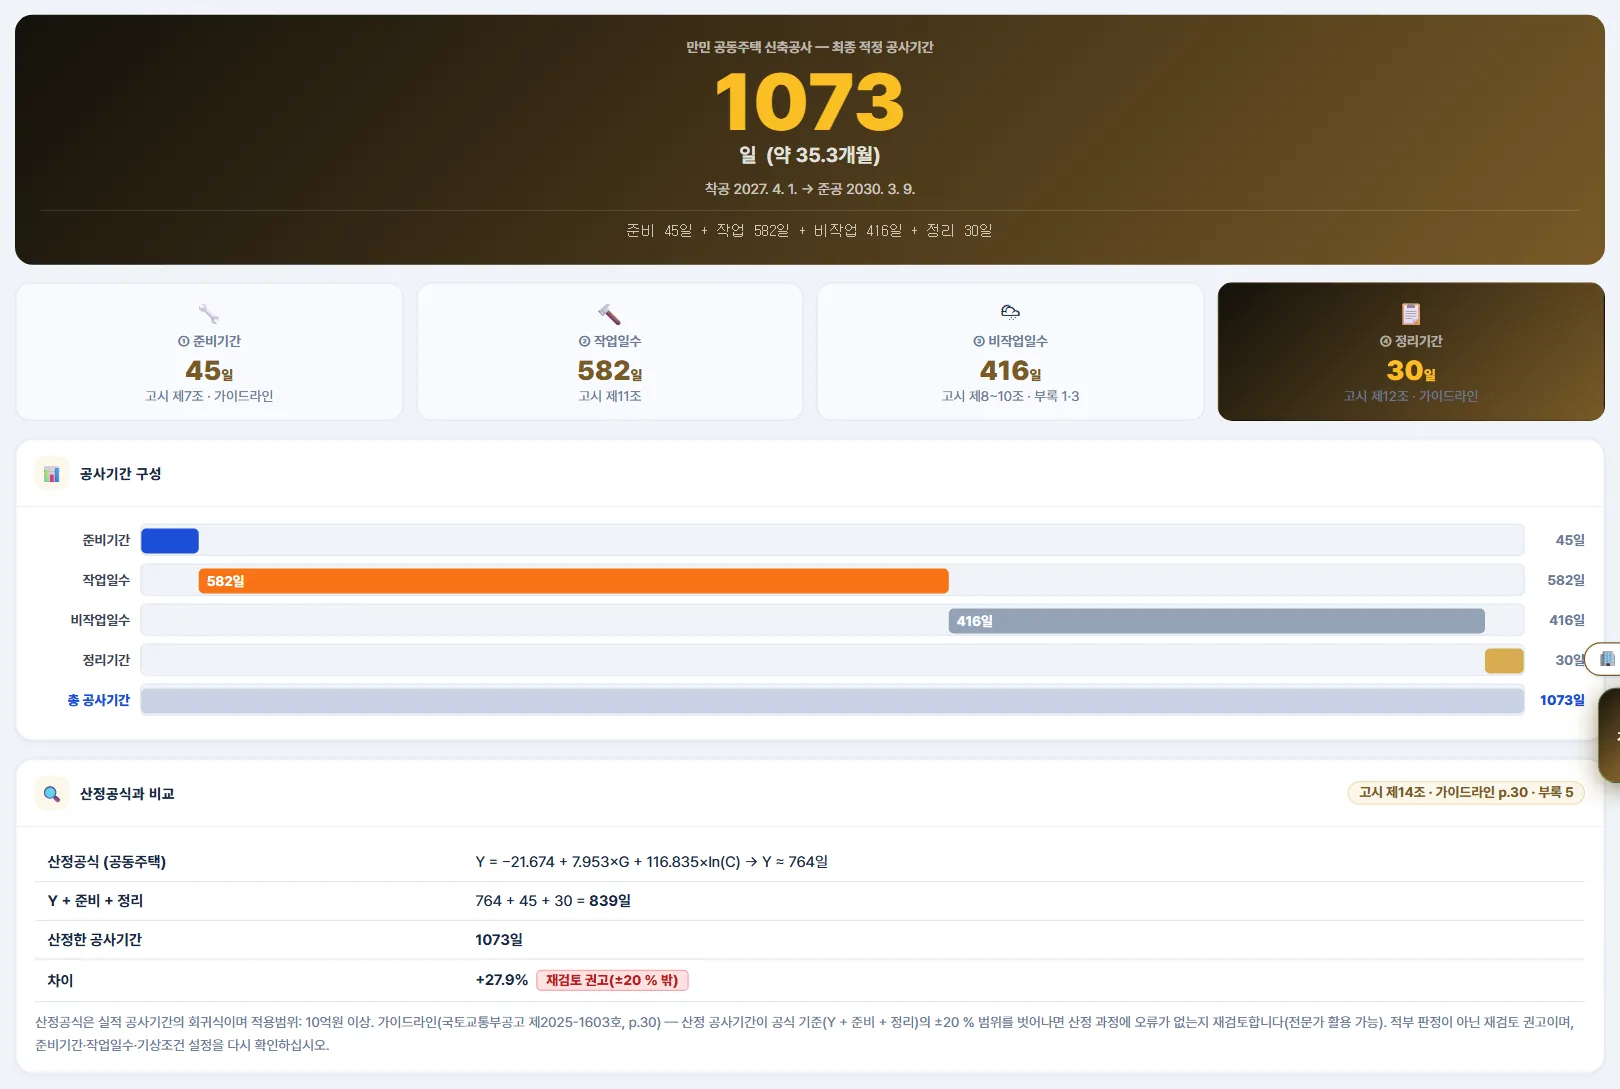 만민 공동주택 신축공사 — 최종 적정 공사기간
1073
일 (약 35.3개월)
착공 2027. 4. 1. → 준공 2030. 3. 9.
준비 45일 + 작업 582일 + 비작업 416일 + 정리 30일
① 준비기간
45일
고시 제7조 · 가이드라인
② 작업일수
582일
고시 제11조
③ 비작업일수
416일
고시 제8~10조 · 부록 1·3
④ 정리기간
30일
고시 제12조 · 가이드라인
공사기간 구성
준비기간 45일
작업일수 582일 582일
비작업일수 416일 416일
정리기간 30일
총 공사기간 1073일
산정공식과 비교
고시 제14조 · 가이드라인 p.30 · 부록 5
산정공식 (공동주택) Y = −21.674 + 7.953×G + 116.835×ln(C) → Y ≈ 764일
Y + 준비 + 정리 764 + 45 + 30 = 839일
산정한 공사기간 1073일
차이 +27.9% 재검토 권고(±20 % 밖)
산정공식은 실적 공사기간의 회귀식이며 적용범위: 10억원 이상. 가이드라인(국토교통부공고 제2025-1603호, p.30) — 산정 공사기간이 공식 기준(Y + 준비 + 정리)의 ±20 % 범위를 벗어나면 산정 과정에 오류가 없는지 재검토합니다(전문가 활용 가능). 적부 판정이 아닌 재검토 권고이며,
준비기간·작업일수·기상조건 설정을 다시 확인하십시오.